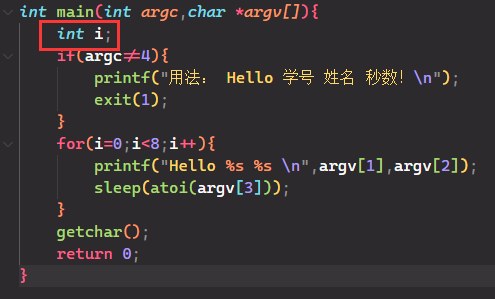 int main(int argc,char *argv[]){
int i;
if(argc≠4){
printf("用法： Hello 学号 姓名 秒数！\n");
exit(1);
}
for(i=0;i<8;i++){
printf("Hello %s %s \n",argv[1],argv[2]);
sleep(atoi(argv[3]));
}
getchar();
return 0;
}